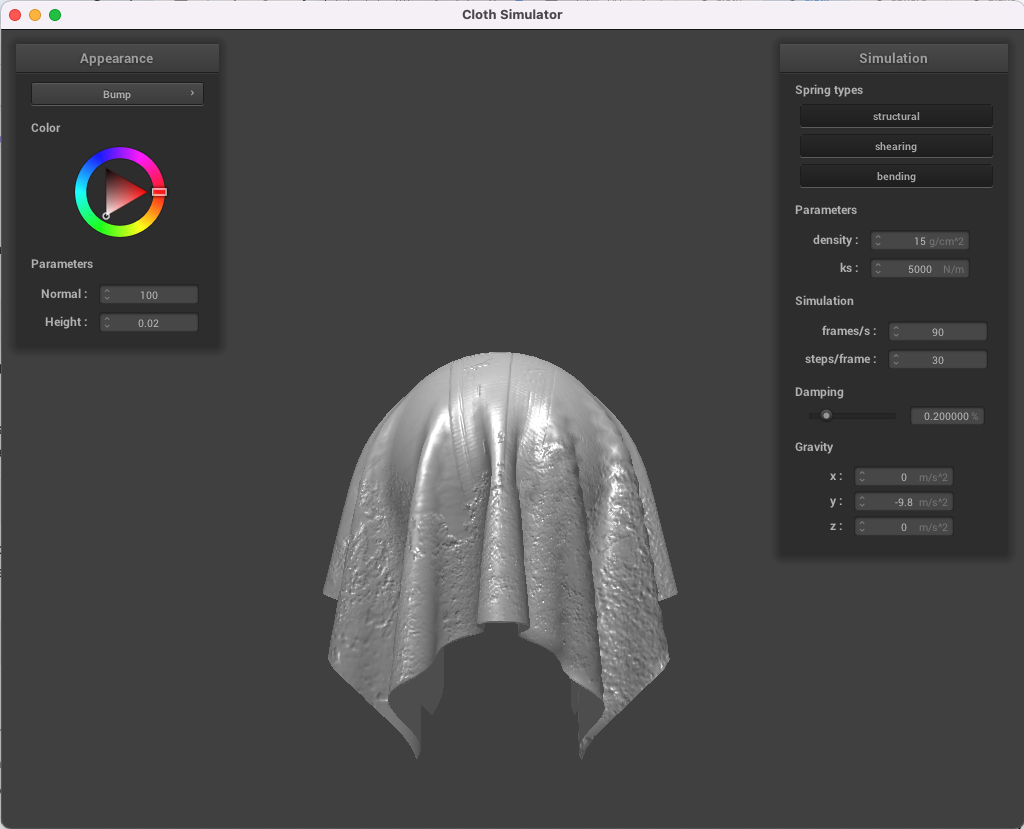 Cloth Simulator
Appearance
Bump
Color
Parameters
Normal : 100
Height : 0.02
Simulation
Spring types
structural
shearing
bending
Parameters
density : 15 g/cm^2
ks : 5000 N/m
Simulation
frames/s : 90
steps/frame : 30
Damping
0.200000 %
Gravity
x : 0 m/s^2
y : -9.8 m/s^2
z : 0 m/s^2